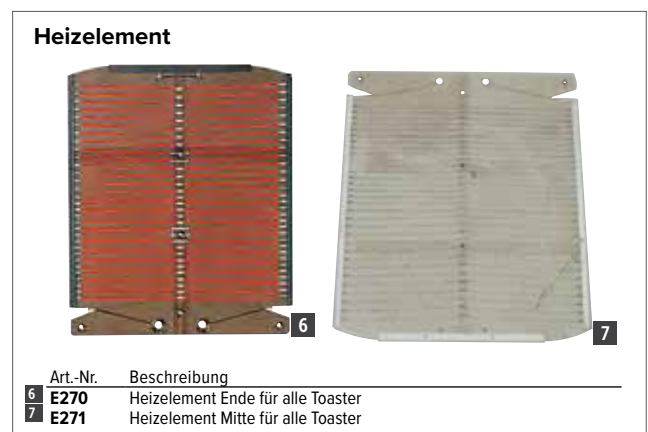 Heizelement
6
7
Art.-Nr. Beschreibung
6 E270 Heizelement Ende für alle Toaster
7 E271 Heizelement Mitte für alle Toaster